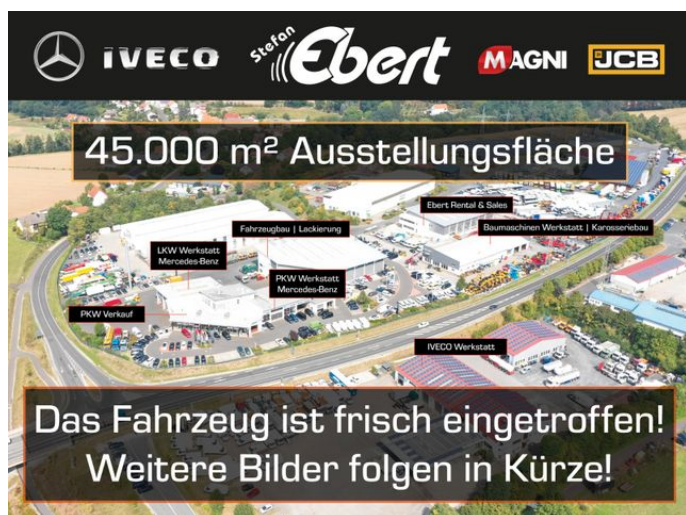 IVECO
Stefan
Ebert
MAGNI
JCB
45.000 m² Ausstellungsfläche
Ebert Rental & Sales
Fahrzeugbau | Lackierung
Baumaschinen Werkstatt | Karosseriebau
LKW Werkstatt
Mercedes-Benz
PKW Werkstatt
Mercedes-Benz
PKW Verkauf
IVECO Werkstatt
Das Fahrzeug ist frisch eingetroffen!
Weitere Bilder folgen in Kürze!